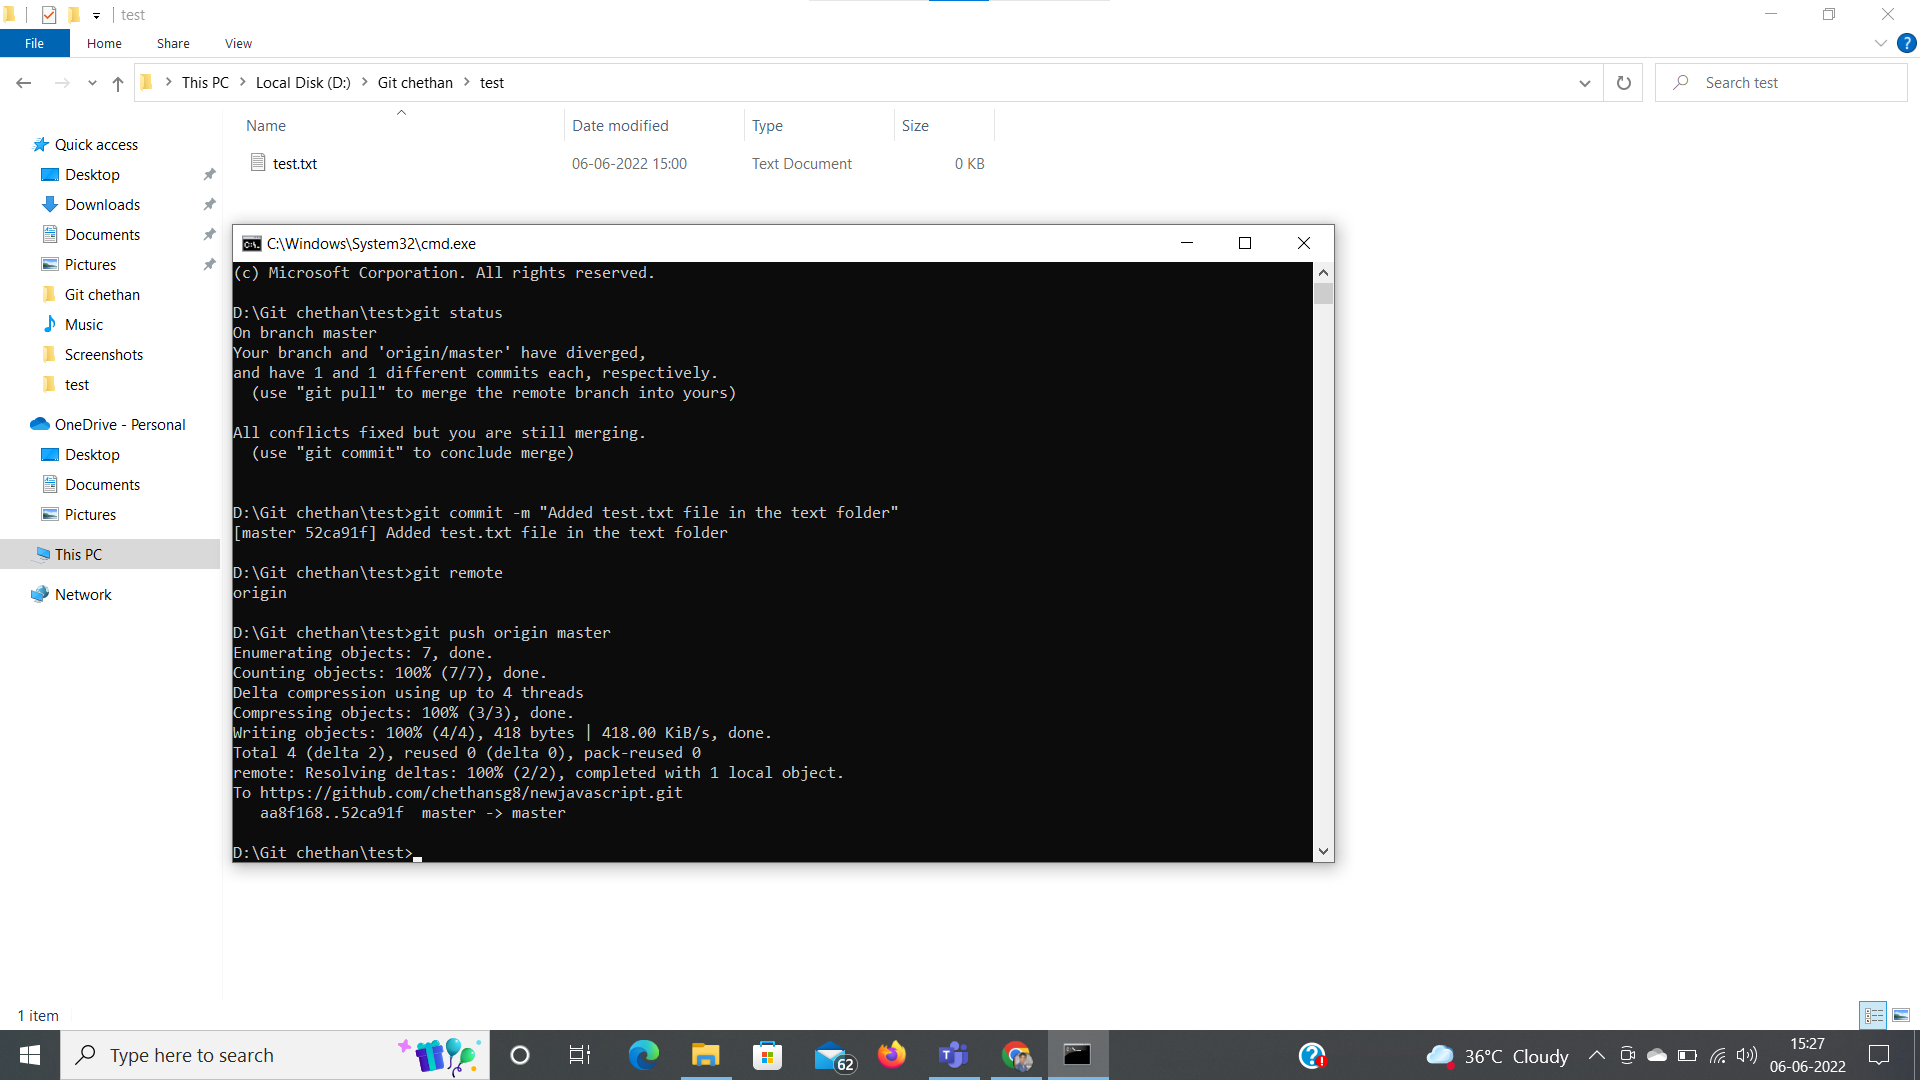 test
File
Home
Share
View
This PC
Local Disk (D:)
Git chethan
test
Search test
Name
Date modified
Type
Size
test.txt
06-06-2022 15:00
Text Document
0 KB
Quick access
Desktop
Downloads
Documents
Pictures
Git chethan
Music
Screenshots
test
OneDrive - Personal
Desktop
Documents
Pictures
This PC
Network
C:\Windows\System32\cmd.exe
(c) Microsoft Corporation. All rights reserved.
D:\Git chethan\test>git status
On branch master
Your branch and 'origin/master' have diverged,
and have 1 and 1 different commits each, respectively.
(use "git pull" to merge the remote branch into yours)
All conflicts fixed but you are still merging.
(use "git commit" to conclude merge)
D:\Git chethan\test>git commit -m "Added test.txt file in the text folder"
[master 52ca91f] Added test.txt file in the text folder
D:\Git chethan\test>git remote
origin
D:\Git chethan\test>git push origin master
Enumerating objects: 7, done.
Counting objects: 100% (7/7), done.
Delta compression using up to 4 threads
Compressing objects: 100% (3/3), done.
Writing objects: 100% (4/4), 418 bytes | 418.00 KiB/s, done.
Total 4 (delta 2), reused 0 (delta 0), pack-reused 0
remote: Resolving deltas: 100% (2/2), completed with 1 local object.
To https://github.com/chethansg8/newjavascript.git
aa8f168..52ca91f  master -> master
D:\Git chethan\test>
1 item
Type here to search
62
36°C Cloudy
15:27
06-06-2022